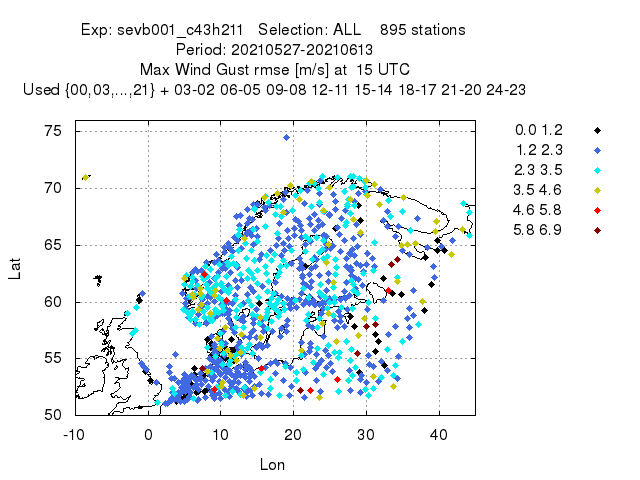 Exp: sevb001_c43h211   Selection: ALL    895 stations
Period: 20210527-20210613
Max Wind Gust rmse [m/s] at  15 UTC
Used {00,03,...,21} + 03-02 06-05 09-08 12-11 15-14 18-17 21-20 24-23
0.0 1.2
1.2 2.3
2.3 3.5
3.5 4.6
4.6 5.8
5.8 6.9
75
70
65
60
55
50
Lat
-10 0 10 20 30 40
Lon